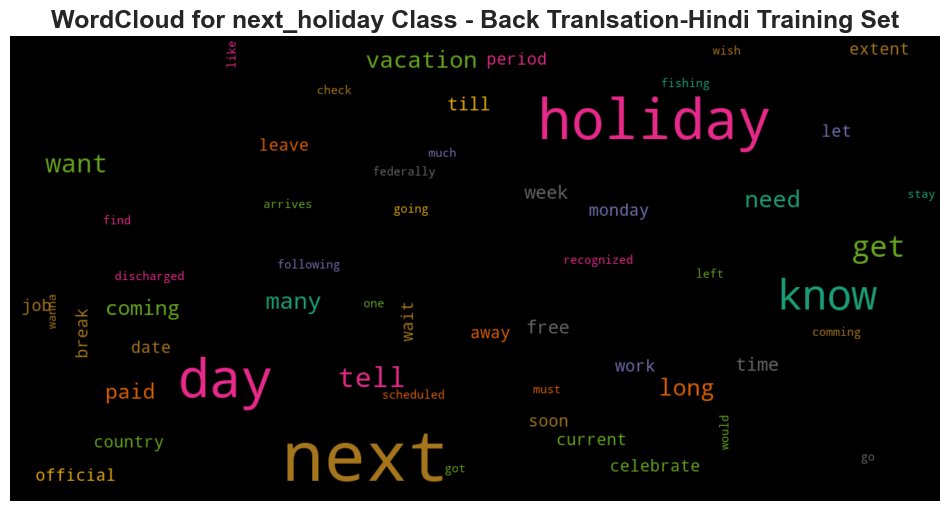 WordCloud for next_holiday Class - Back Tranlsation-Hindi Training Set
like
vacation
period
wish
extent
check
till
fishing
holiday
let
leave
much
want
federally
week
need
stay
arrives
going
monday
find
get
following
recognized
discharged
left
know
job
wanna
coming
many
one
wait
break
away
free
comming
date
day
tell
work
time
paid
scheduled
must
long
soon
would
country
next
current
celebrate
go
official
got